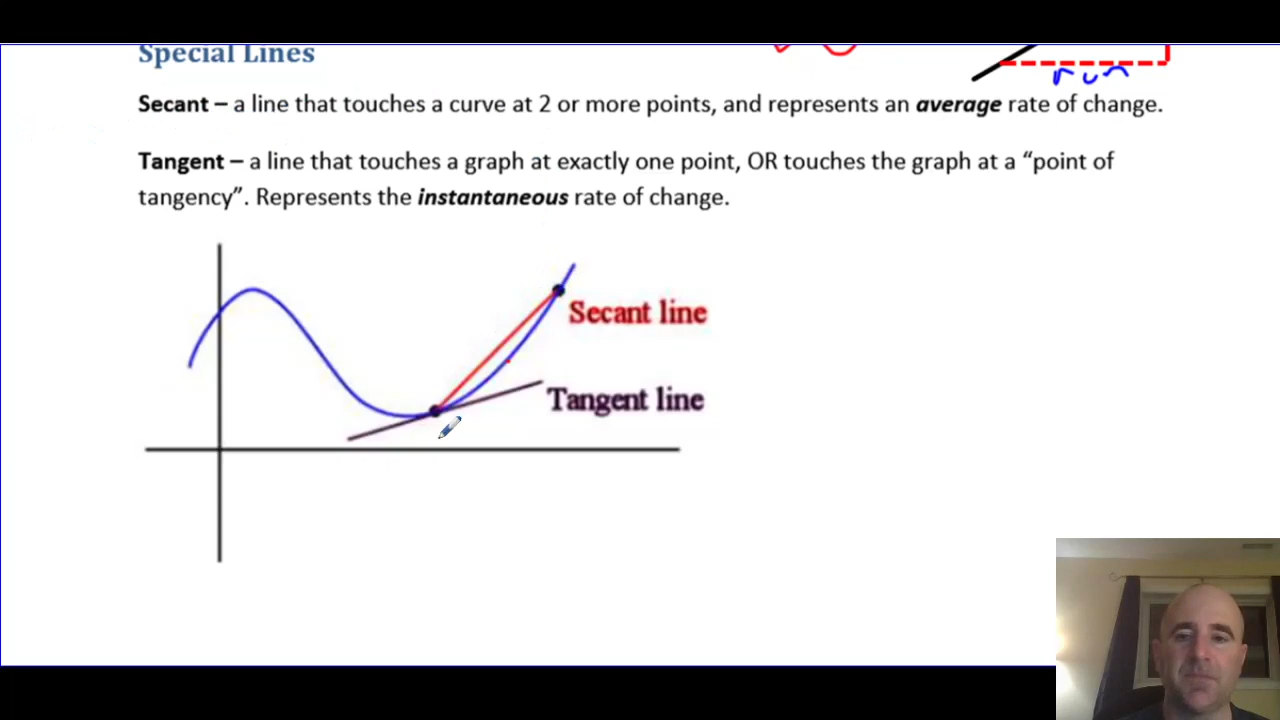 Special Lines
run
Secant – a line that touches a curve at 2 or more points, and represents an average rate of change.
Tangent – a line that touches a graph at exactly one point, OR touches the graph at a “point of
tangency”. Represents the instantaneous rate of change.
Secant line
Tangent line